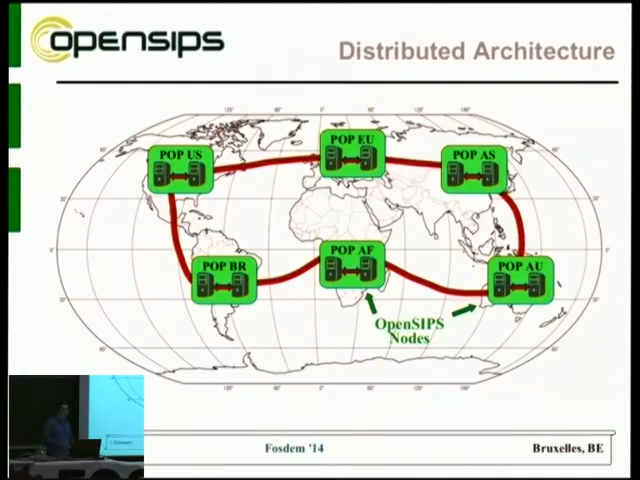 opensips
Distributed Architecture
POP US
POP EU
POP AS
POP BR
POP AF
POP AU
OpenSIPS
Nodes
Fosdem '14
Bruxelles, BE